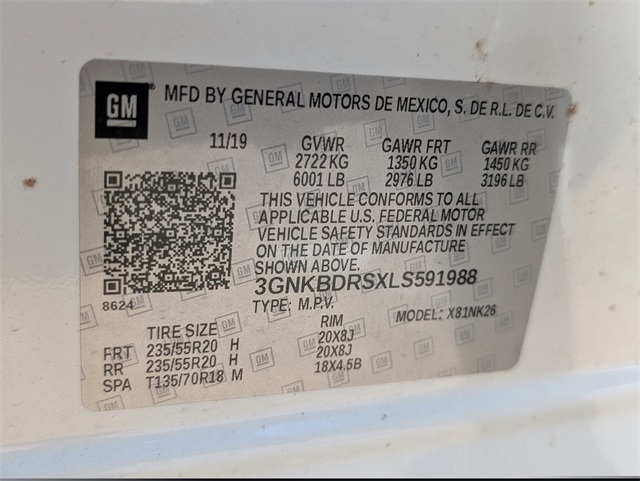 GM ® MFD BY GENERAL MOTORS DE MEXICO, S. DE R.L. DE C.V.
11/19 GVWR GAWR FRT GAWR RR
2722 KG 1350 KG 1450 KG
6001 LB 2976 LB 3196 LB
THIS VEHICLE CONFORMS TO ALL
APPLICABLE U.S. FEDERAL MOTOR
VEHICLE SAFETY STANDARDS IN EFFECT
ON THE DATE OF MANUFACTURE
SHOWN ABOVE.
8624 3GNKBDRSXLS591988
TYPE: M.P.V. MODEL: X81NK26
TIRE SIZE RIM
FRT 235/55R20 H 20X8J
RR 235/55R20 H 20X8J
SPA T135/70R18 M 18X4.5B